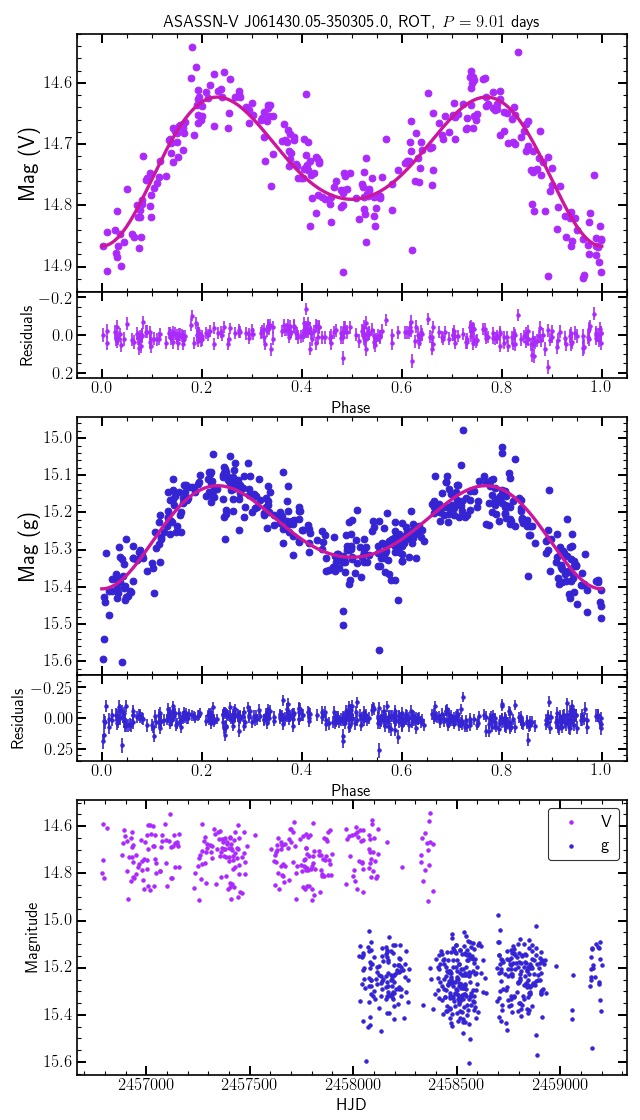 ASASSN-V J061430.05-350305.0, ROT, P = 9.01 days
14.6
14.7
14.8
14.9
Mag (V)
−0.2
0.0
0.2
Residuals
0.0 0.2 0.4 0.6 0.8 1.0
Phase
15.0
15.1
15.2
15.3
15.4
15.5
15.6
Mag (g)
−0.25
0.00
0.25
Residuals
0.0 0.2 0.4 0.6 0.8 1.0
Phase
14.6
14.8
15.0
15.2
15.4
15.6
Magnitude
V
g
2457000 2457500 2458000 2458500 2459000
HJD